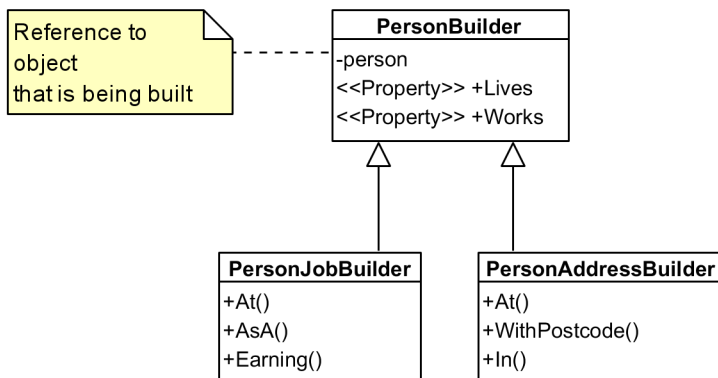 Reference to
object
that is being built
PersonBuilder
-person
<<Property>> +Lives
<<Property>> +Works
PersonJobBuilder
+At()
+AsA()
+Earning()
PersonAddressBuilder
+At()
+WithPostcode()
+In()